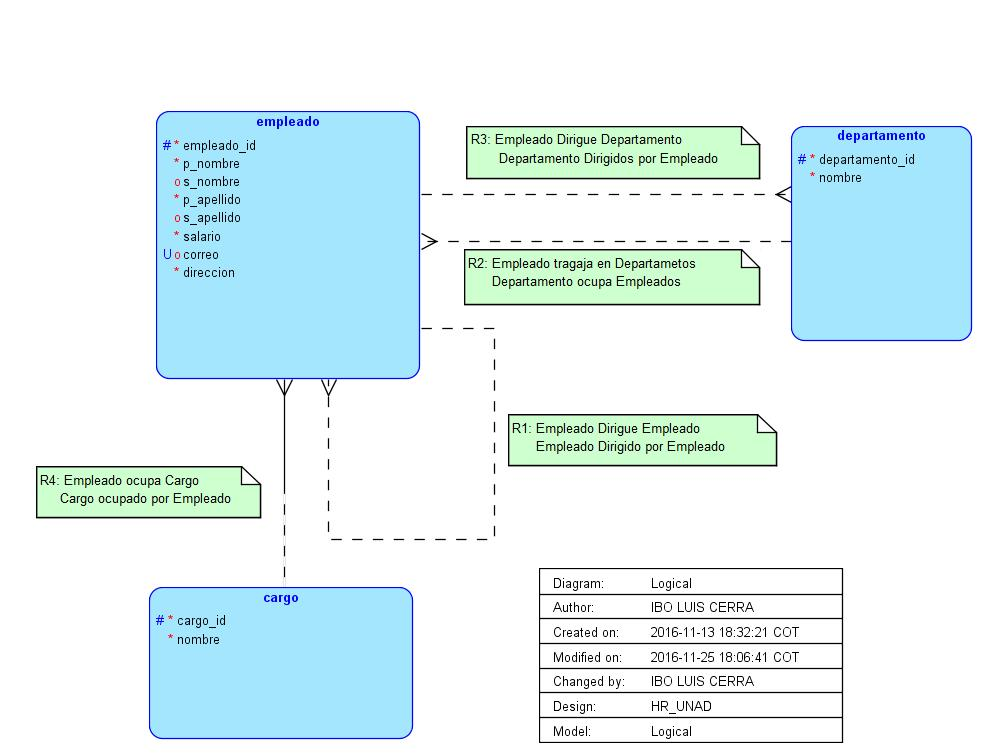 empleado
# * empleado_id
* p_nombre
o s_nombre
* p_apellido
o s_apellido
* salario
U o correo
* direccion
R3: Empleado Dirigue Departamento
Departamento Dirigidos por Empleado
departamento
# * departamento_id
* nombre
R2: Empleado tragaja en Departametos
Departamento ocupa Empleados
R1: Empleado Dirigue Empleado
Empleado Dirigido por Empleado
R4: Empleado ocupa Cargo
Cargo ocupado por Empleado
cargo
# * cargo_id
* nombre
Diagram: Logical
Author: IBO LUIS CERRA
Created on: 2016-11-13 18:32:21 COT
Modified on: 2016-11-25 18:06:41 COT
Changed by: IBO LUIS CERRA
Design: HR_UNAD
Model: Logical